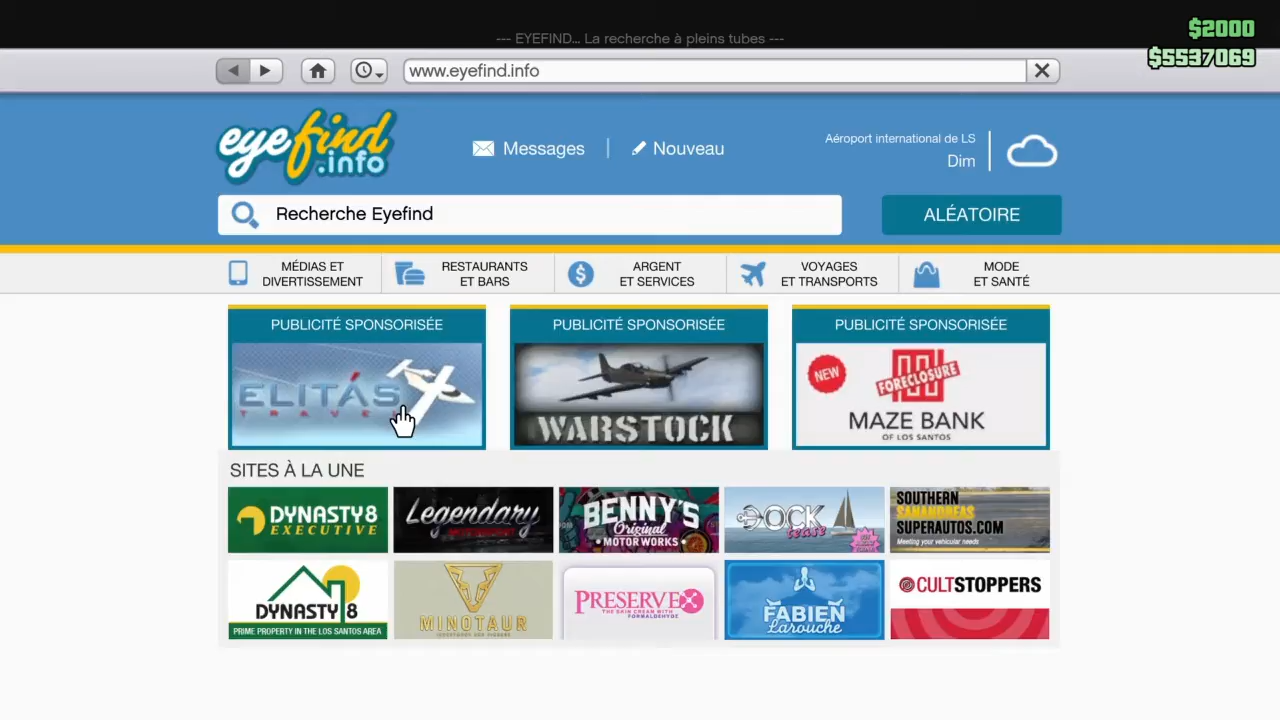 $2000
--- EYEFIND... La recherche à pleins tubes ---
$5537069
www.eyefind.info
eyefind
.info
Messages
Nouveau
Aéroport international de LS
Dim
Recherche Eyefind
ALÉATOIRE
MÉDIAS ET
DIVERTISSEMENT
RESTAURANTS
ET BARS
ARGENT
ET SERVICES
VOYAGES
ET TRANSPORTS
MODE
ET SANTÉ
PUBLICITÉ SPONSORISÉE
ELITÁS
TRAVEL
PUBLICITÉ SPONSORISÉE
WARSTOCK
PUBLICITÉ SPONSORISÉE
NEW
FORECLOSURE
MAZE BANK
OF LOS SANTOS
SITES À LA UNE
DYNASTY8
EXECUTIVE
Legendary
BENNY'S
Original
MOTOR WORKS
DOCK
tease
SOUTHERN
SANANDREAS
SUPERAUTOS.COM
Meeting your vehicular needs
DYNASTY 8
PRIME PROPERTY IN THE LOS SANTOS AREA
MINOTAUR
PRESERVEX
THE SKIN CREAM WITH
FORMALDEHYDE
FABIEN
Larouche
CULTSTOPPERS